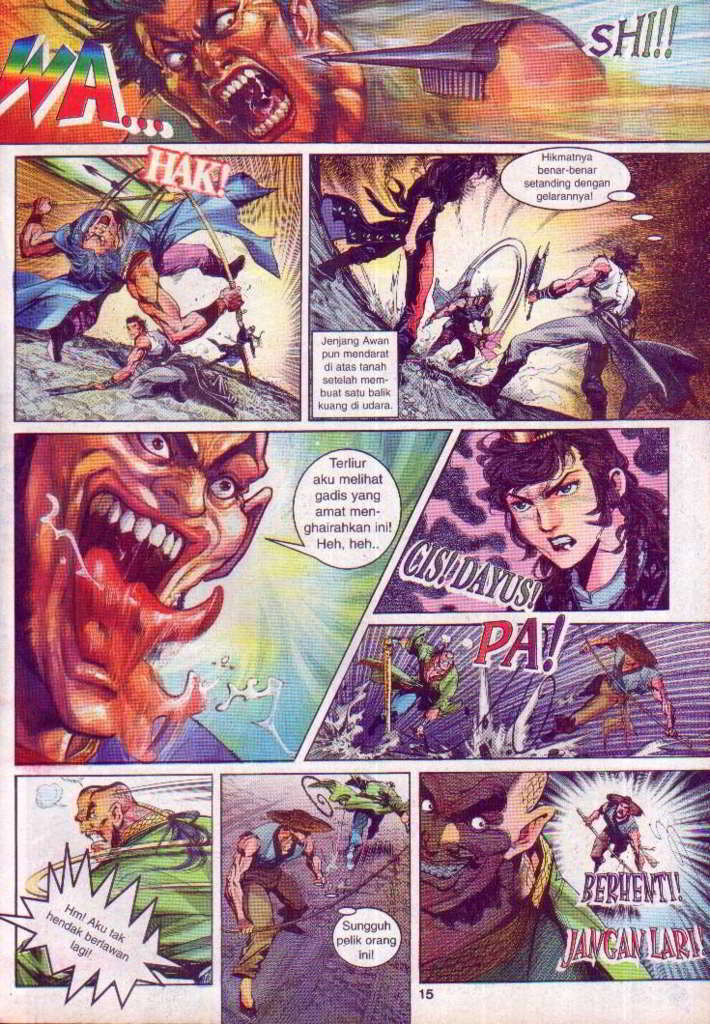 WA....
SHI!!!
HAK!
Hikmatnya
benar-benar
setanding dengan
gelarannya!
Jenjang Awan
pun mendarat
di atas tanah
setelah mem-
buat satu balik
kuang di udara.
Terliur
aku melihat
gadis yang
amat meng-
hairahkan ini!
Heh, heh..
CIS! DAYUS!
PA!!
Hm! Aku tak
hendak berlawan
lagi!
Sungguh
pelik orang
ini!
BERHENTI!
JANGAN LARI!
15